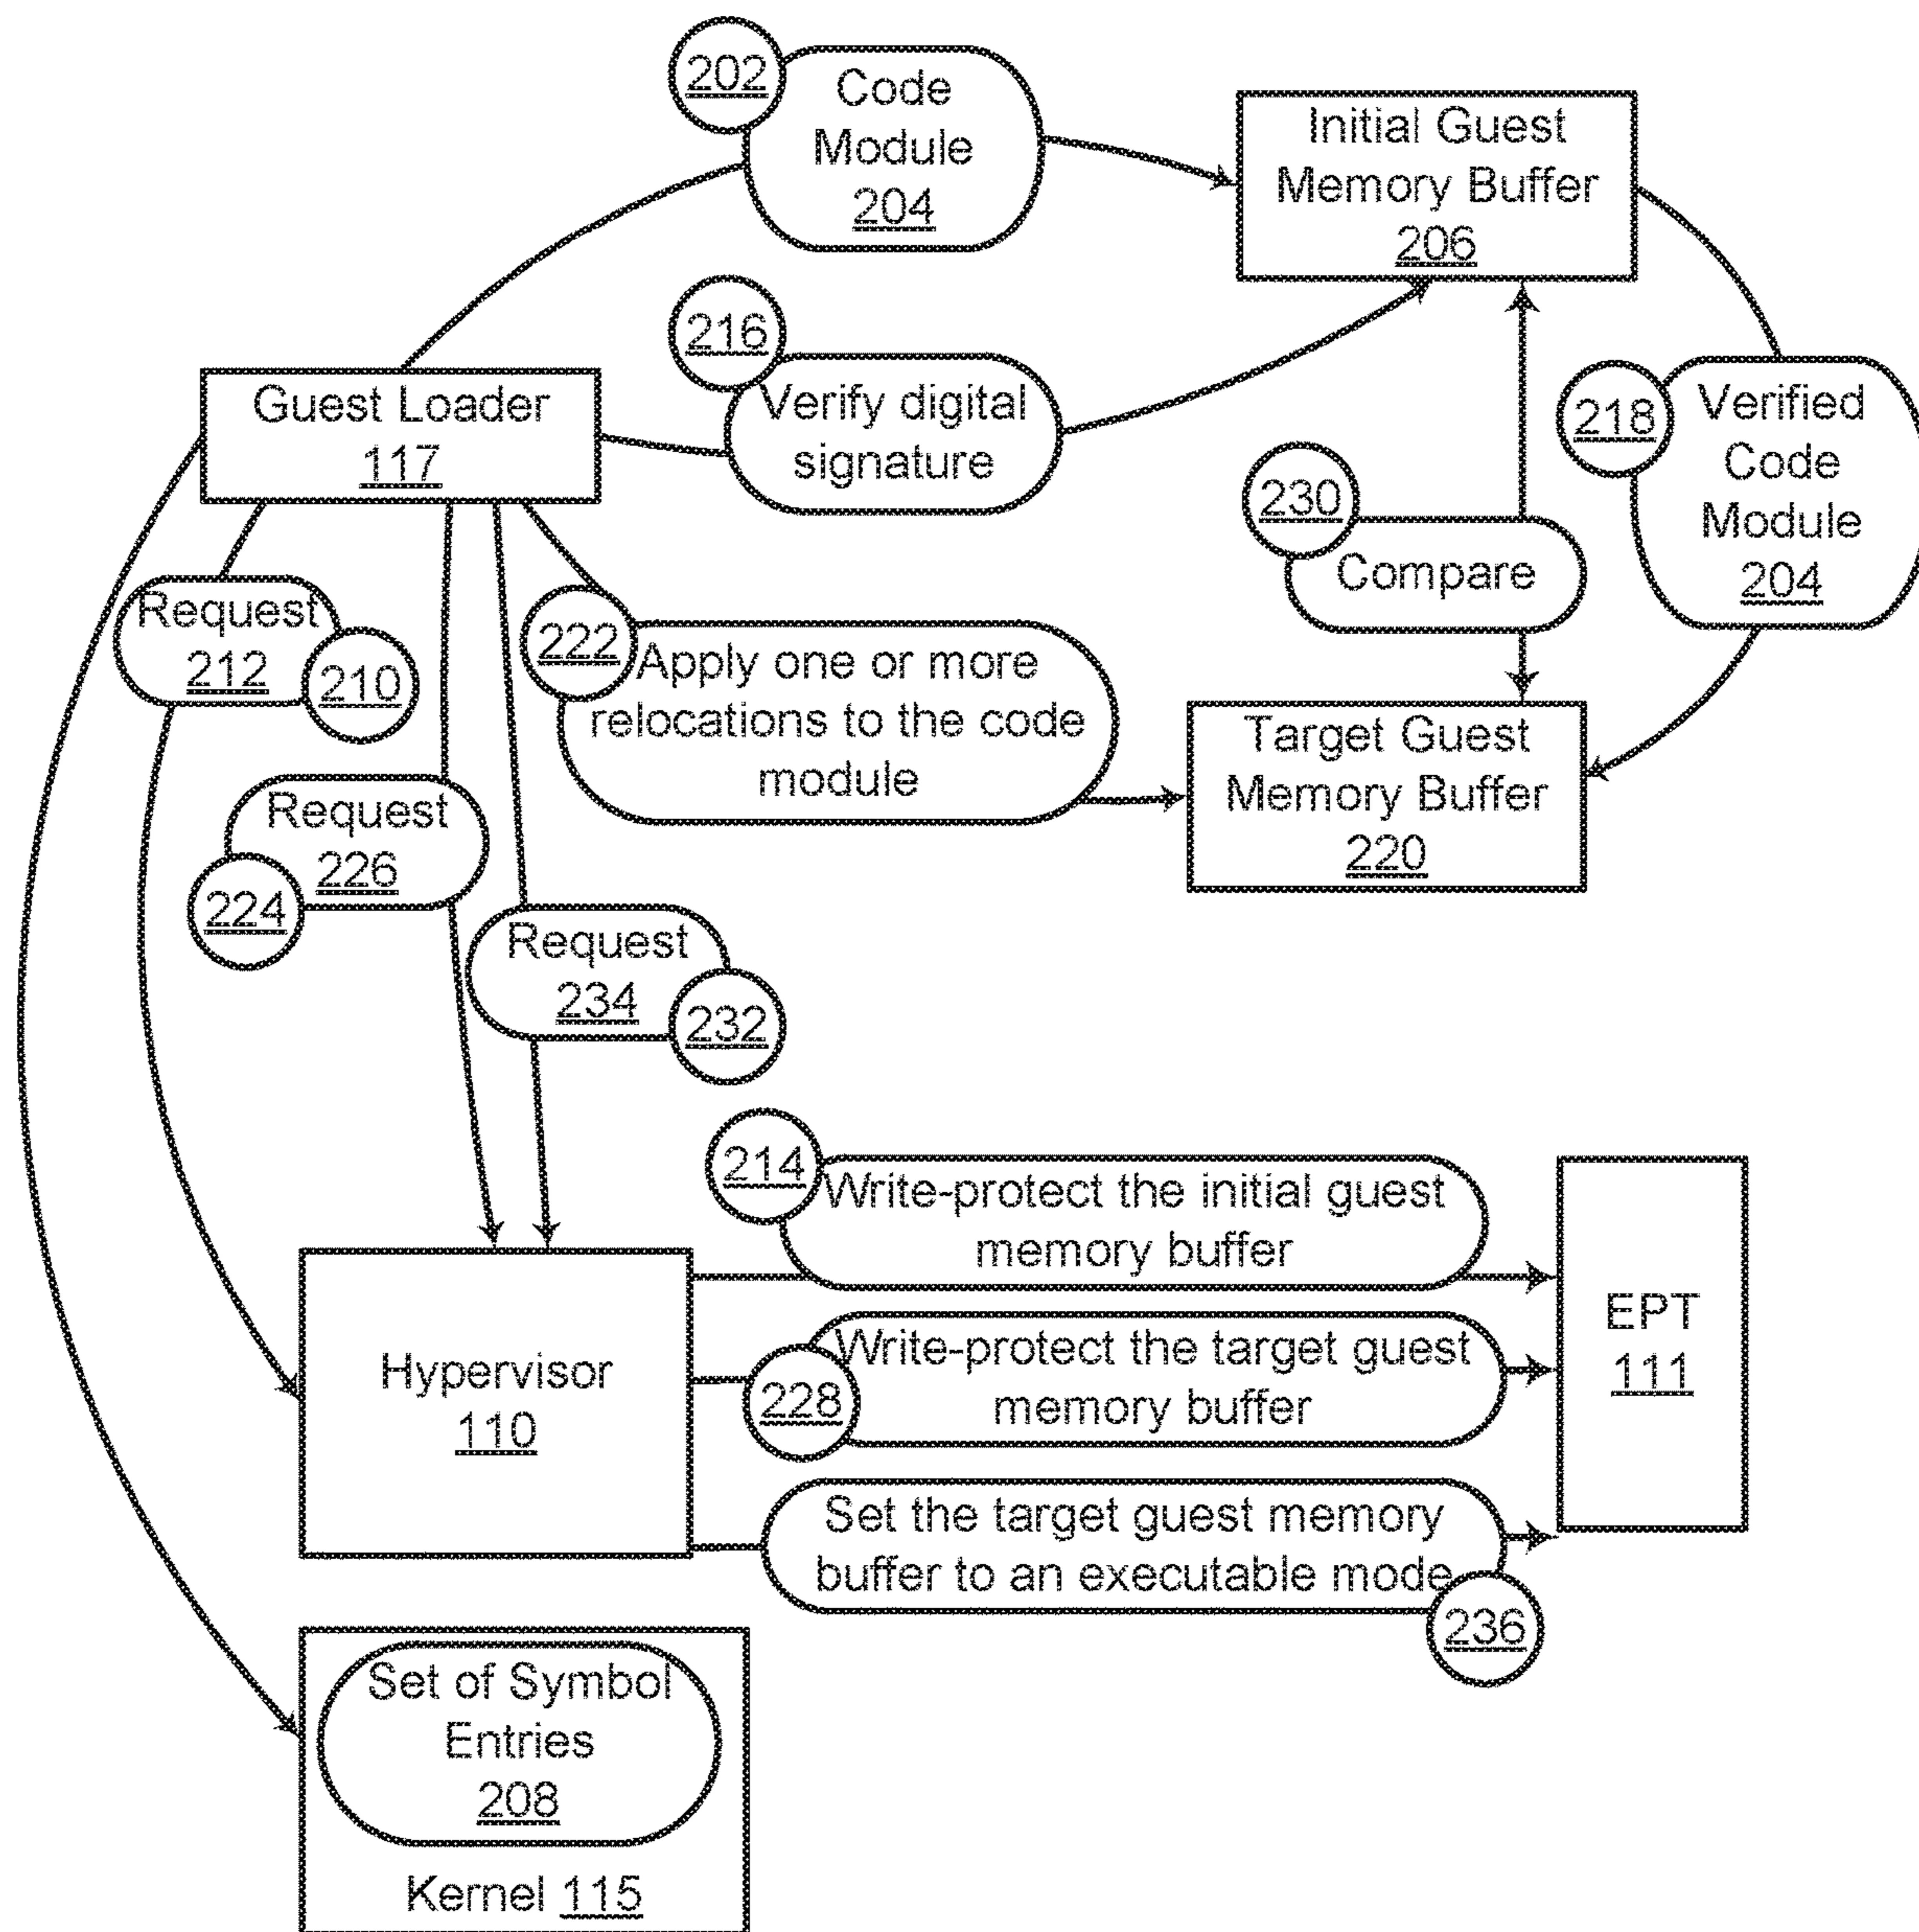 202
Code
Module
204
Initial Guest
Memory Buffer
206
216
Verify digital
signature
Guest Loader
117
218
Verified
Code
Module
204
230
Compare
Request
212
210
222
Apply one or more
relocations to the code
module
Target Guest
Memory Buffer
220
Request
226
224
Request
234
232
214
Write-protect the initial guest
memory buffer
EPT
111
Hypervisor
110
Write-protect the target guest
memory buffer
228
Set the target guest memory
buffer to an executable mode
236
Set of Symbol
Entries
208
Kernel 115